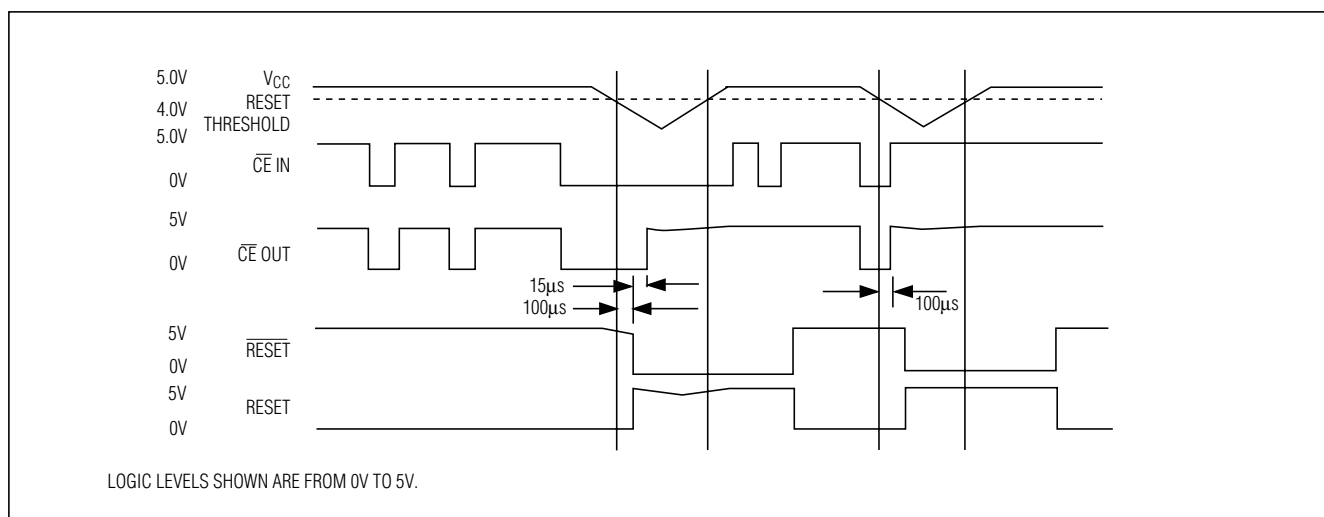 5.0V
VCC
RESET
4.0V
THRESHOLD
5.0V
CE IN
0V
5V
CE OUT
0V
15μs
100μs
100μs
5V
RESET
0V
5V
RESET
0V
LOGIC LEVELS SHOWN ARE FROM 0V TO 5V.